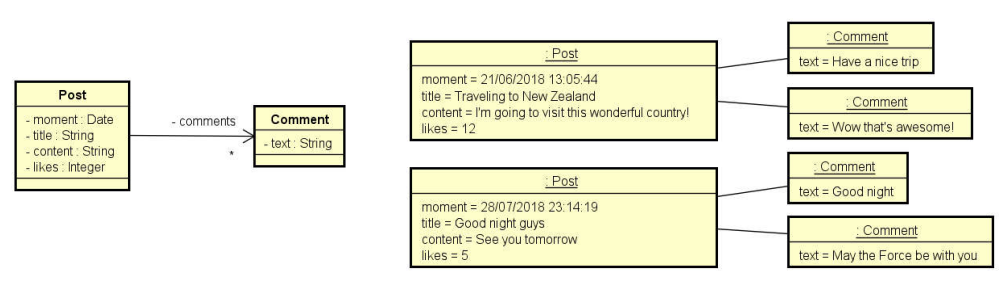 Post
- moment : Date
- title : String
- content : String
- likes : Integer
- comments
*
Comment
- text : String
: Post
moment = 21/06/2018 13:05:44
title = Traveling to New Zealand
content = I'm going to visit this wonderful country!
likes = 12
: Comment
text = Have a nice trip
: Comment
text = Wow that's awesome!
: Post
moment = 28/07/2018 23:14:19
title = Good night guys
content = See you tomorrow
likes = 5
: Comment
text = Good night
: Comment
text = May the Force be with you